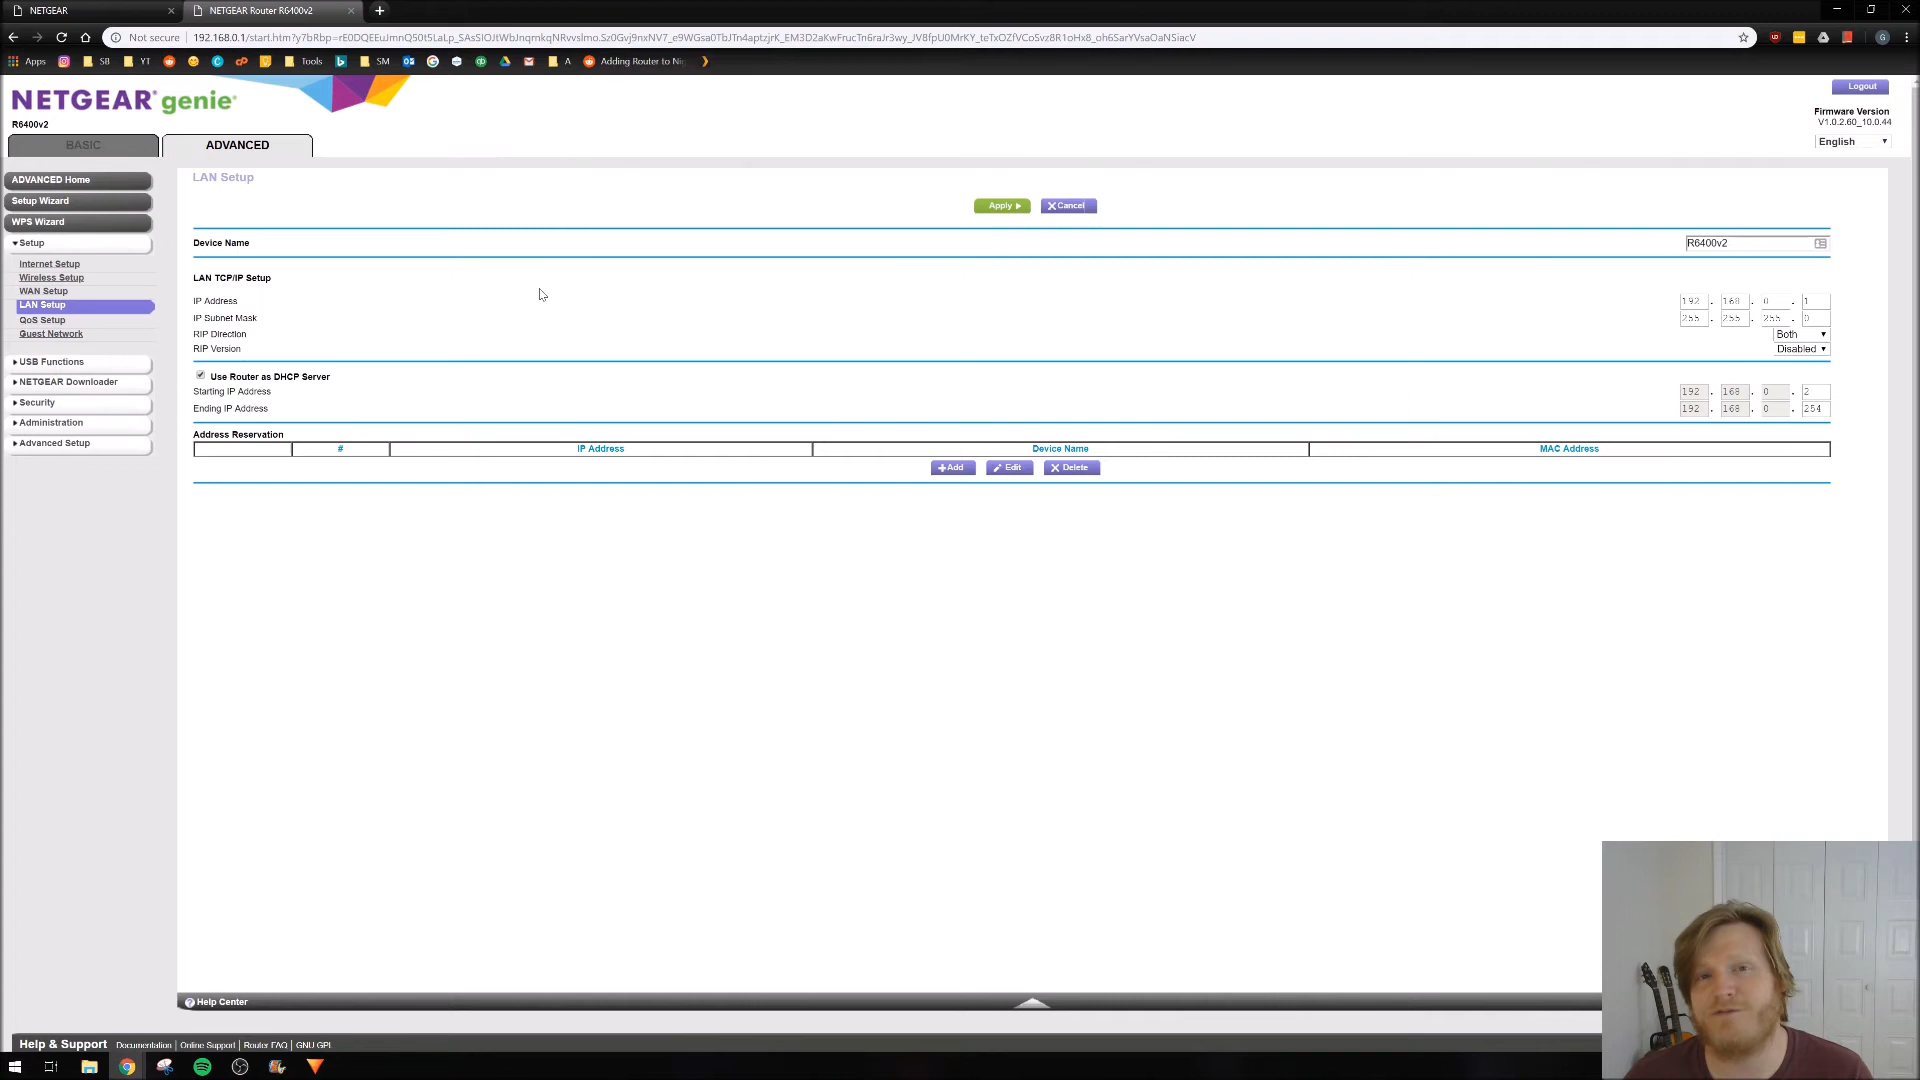 NETGEAR
NETGEAR Router R6400v2
Not secure
Apps
SB
YT
Tools
SM
A
Adding Router to Ni
NETGEAR genie
R6400v2
Logout
Firmware Version
V1.0.2.60_10.0.44
English
BASIC
ADVANCED
ADVANCED Home
Setup Wizard
WPS Wizard
Setup
Internet Setup
Wireless Setup
WAN Setup
LAN Setup
QoS Setup
Guest Network
USB Functions
NETGEAR Downloader
Security
Administration
Advanced Setup
LAN Setup
Apply
Cancel
Device Name
R6400v2
LAN TCP/IP Setup
IP Address
192 . 168 . 0 . 1
IP Subnet Mask
255 . 255 . 255 . 0
RIP Direction
Both
RIP Version
Disabled
Use Router as DHCP Server
Starting IP Address
192 . 168 . 0 . 2
Ending IP Address
192 . 168 . 0 . 254
Address Reservation
# IP Address Device Name MAC Address
Add Edit Delete
Help Center
Help & Support Documentation | Online Support | Router FAQ | GNU GPL